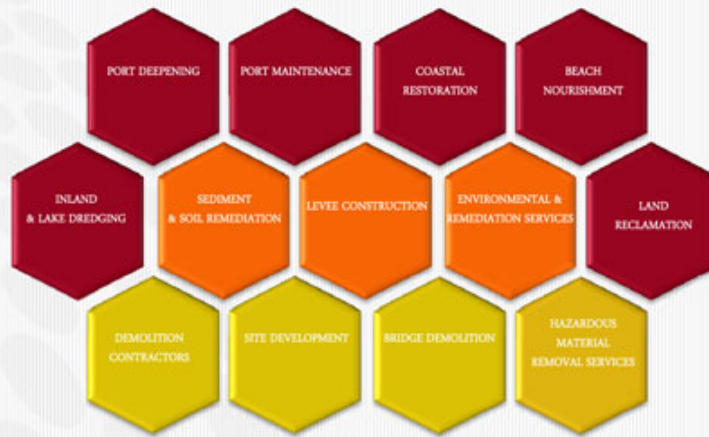 PORT DEEPENING
PORT MAINTENANCE
COASTAL
RESTORATION
BEACH
NOURISHMENT
INLAND
& LAKE DREDGING
SEDIMENT
& SOIL REMEDIATION
LEVEE CONSTRUCTION
ENVIRONMENTAL &
REMEDIATION SERVICES
LAND
RECLAMATION
DEMOLITION
CONTRACTORS
SITE DEVELOPMENT
BRIDGE DEMOLITION
HAZARDOUS
MATERIAL
REMOVAL SERVICES